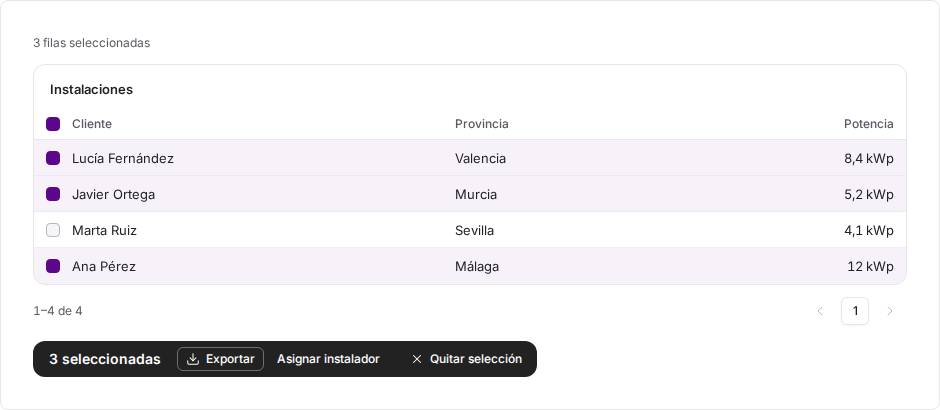 3 filas seleccionadas
Instalaciones
Cliente Provincia Potencia
Lucía Fernández Valencia 8,4 kWp
Javier Ortega Murcia 5,2 kWp
Marta Ruiz Sevilla 4,1 kWp
Ana Pérez Málaga 12 kWp
1–4 de 4 1
3 seleccionadas Exportar Asignar instalador Quitar selección